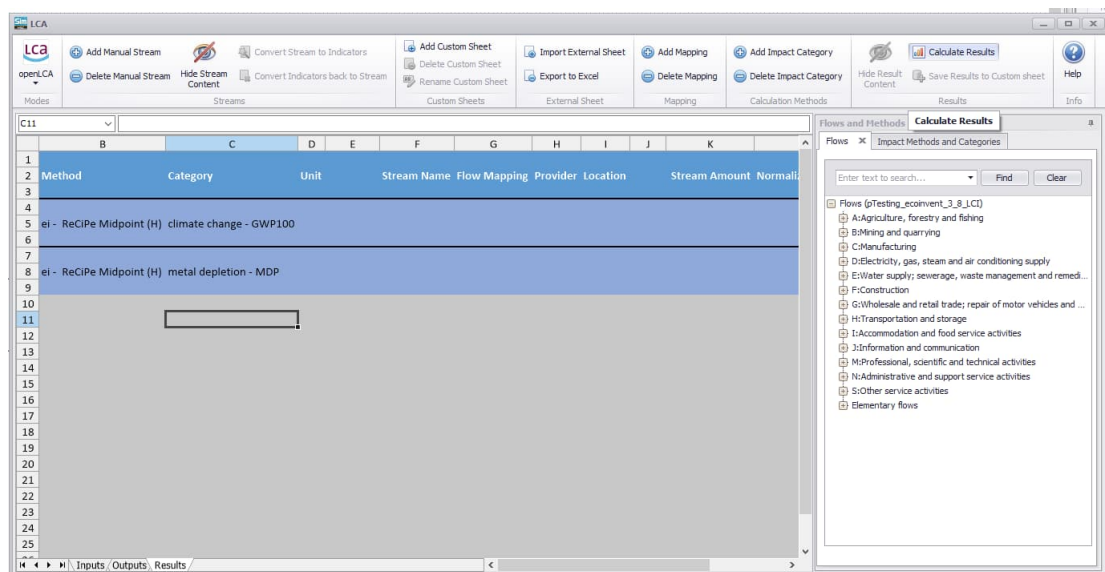 Sim LCA
LCA
openLCA
Modes
Add Manual Stream
Delete Manual Stream
Hide Stream
Content
Convert Stream to Indicators
Convert Indicators back to Stream
Streams
Add Custom Sheet
Delete Custom Sheet
Rename Custom Sheet
Custom Sheets
Import External Sheet
Export to Excel
External Sheet
Add Mapping
Delete Mapping
Mapping
Add Impact Category
Delete Impact Category
Calculation Methods
Hide Result
Content
Calculate Results
Save Results to Custom sheet
Results
Help
Info
C11
B C D E F G H I J K
1
2 Method Category Unit Stream Name Flow Mapping Provider Location Stream Amount Normaliz
3
4
5 ei - ReCiPe Midpoint (H) climate change - GWP100
6
7
8 ei - ReCiPe Midpoint (H) metal depletion - MDP
9
10
11
12
13
14
15
16
17
18
19
20
21
22
23
24
25
Inputs Outputs Results
Flows and Methods
Calculate Results
Flows Impact Methods and Categories
Enter text to search... Find Clear
Flows (pTesting_ecoinvent_3_8_LCI)
A:Agriculture, forestry and fishing
B:Mining and quarrying
C:Manufacturing
D:Electricity, gas, steam and air conditioning supply
E:Water supply; sewerage, waste management and remedi...
F:Construction
G:Wholesale and retail trade; repair of motor vehicles and ...
H:Transportation and storage
I:Accommodation and food service activities
J:Information and communication
M:Professional, scientific and technical activities
N:Administrative and support service activities
S:Other service activities
Elementary flows